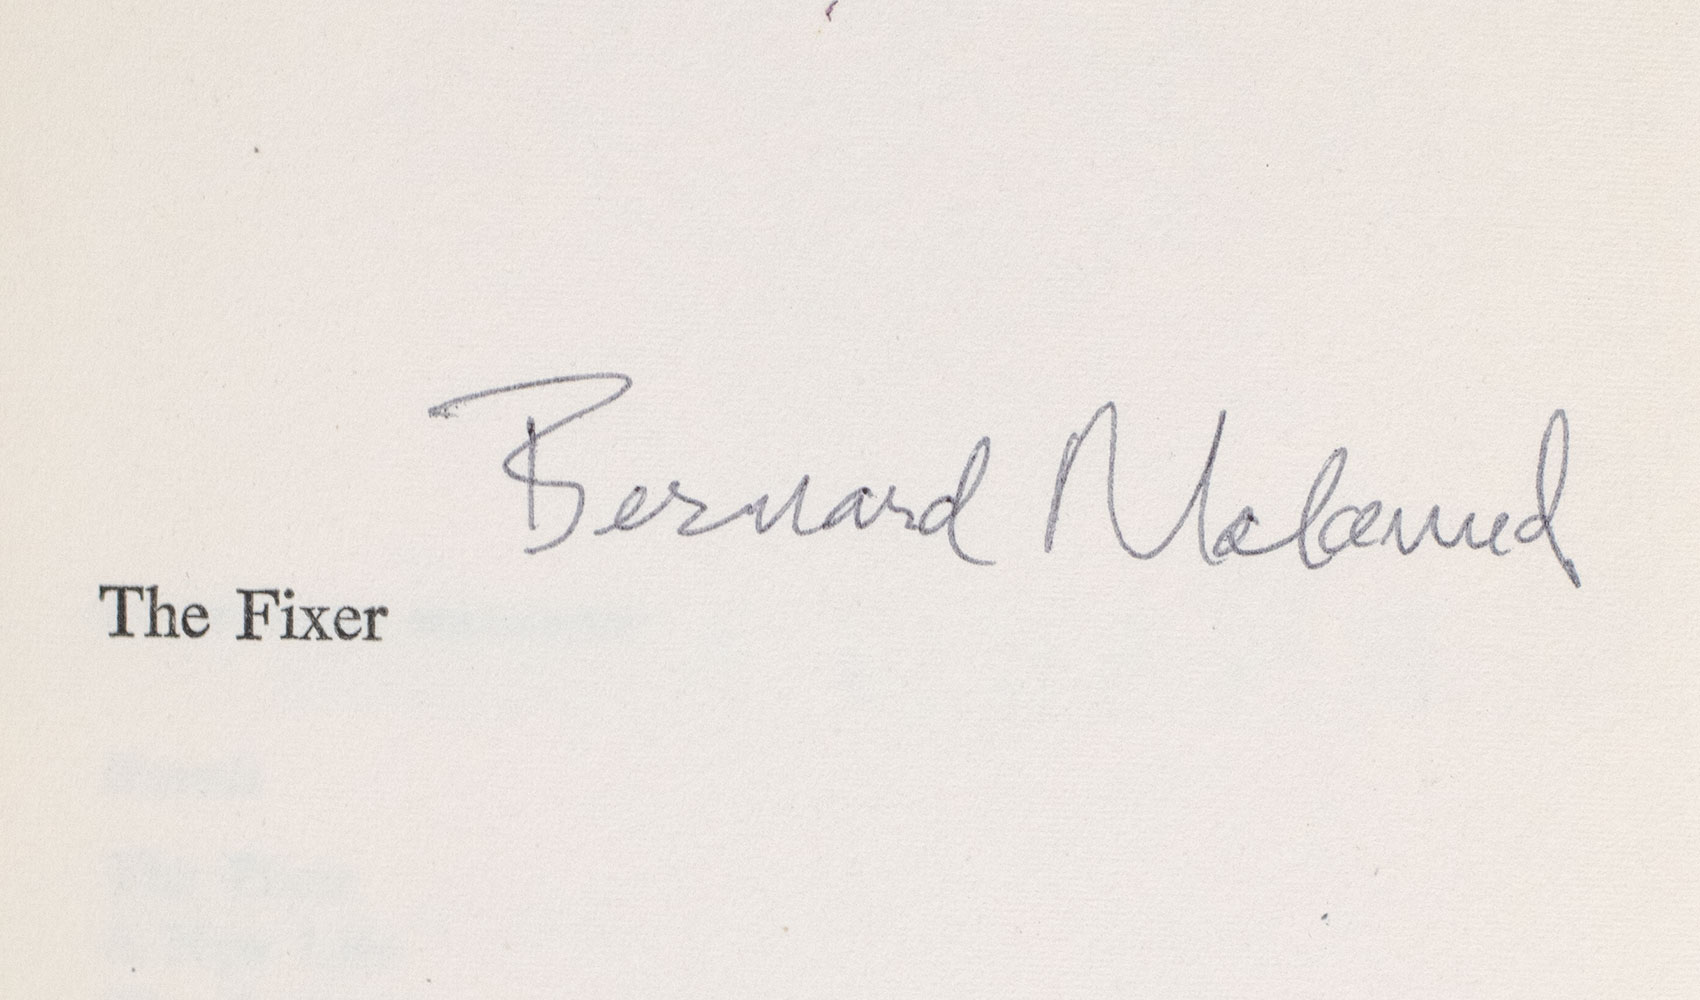 Bernard Malamud
The Fixer